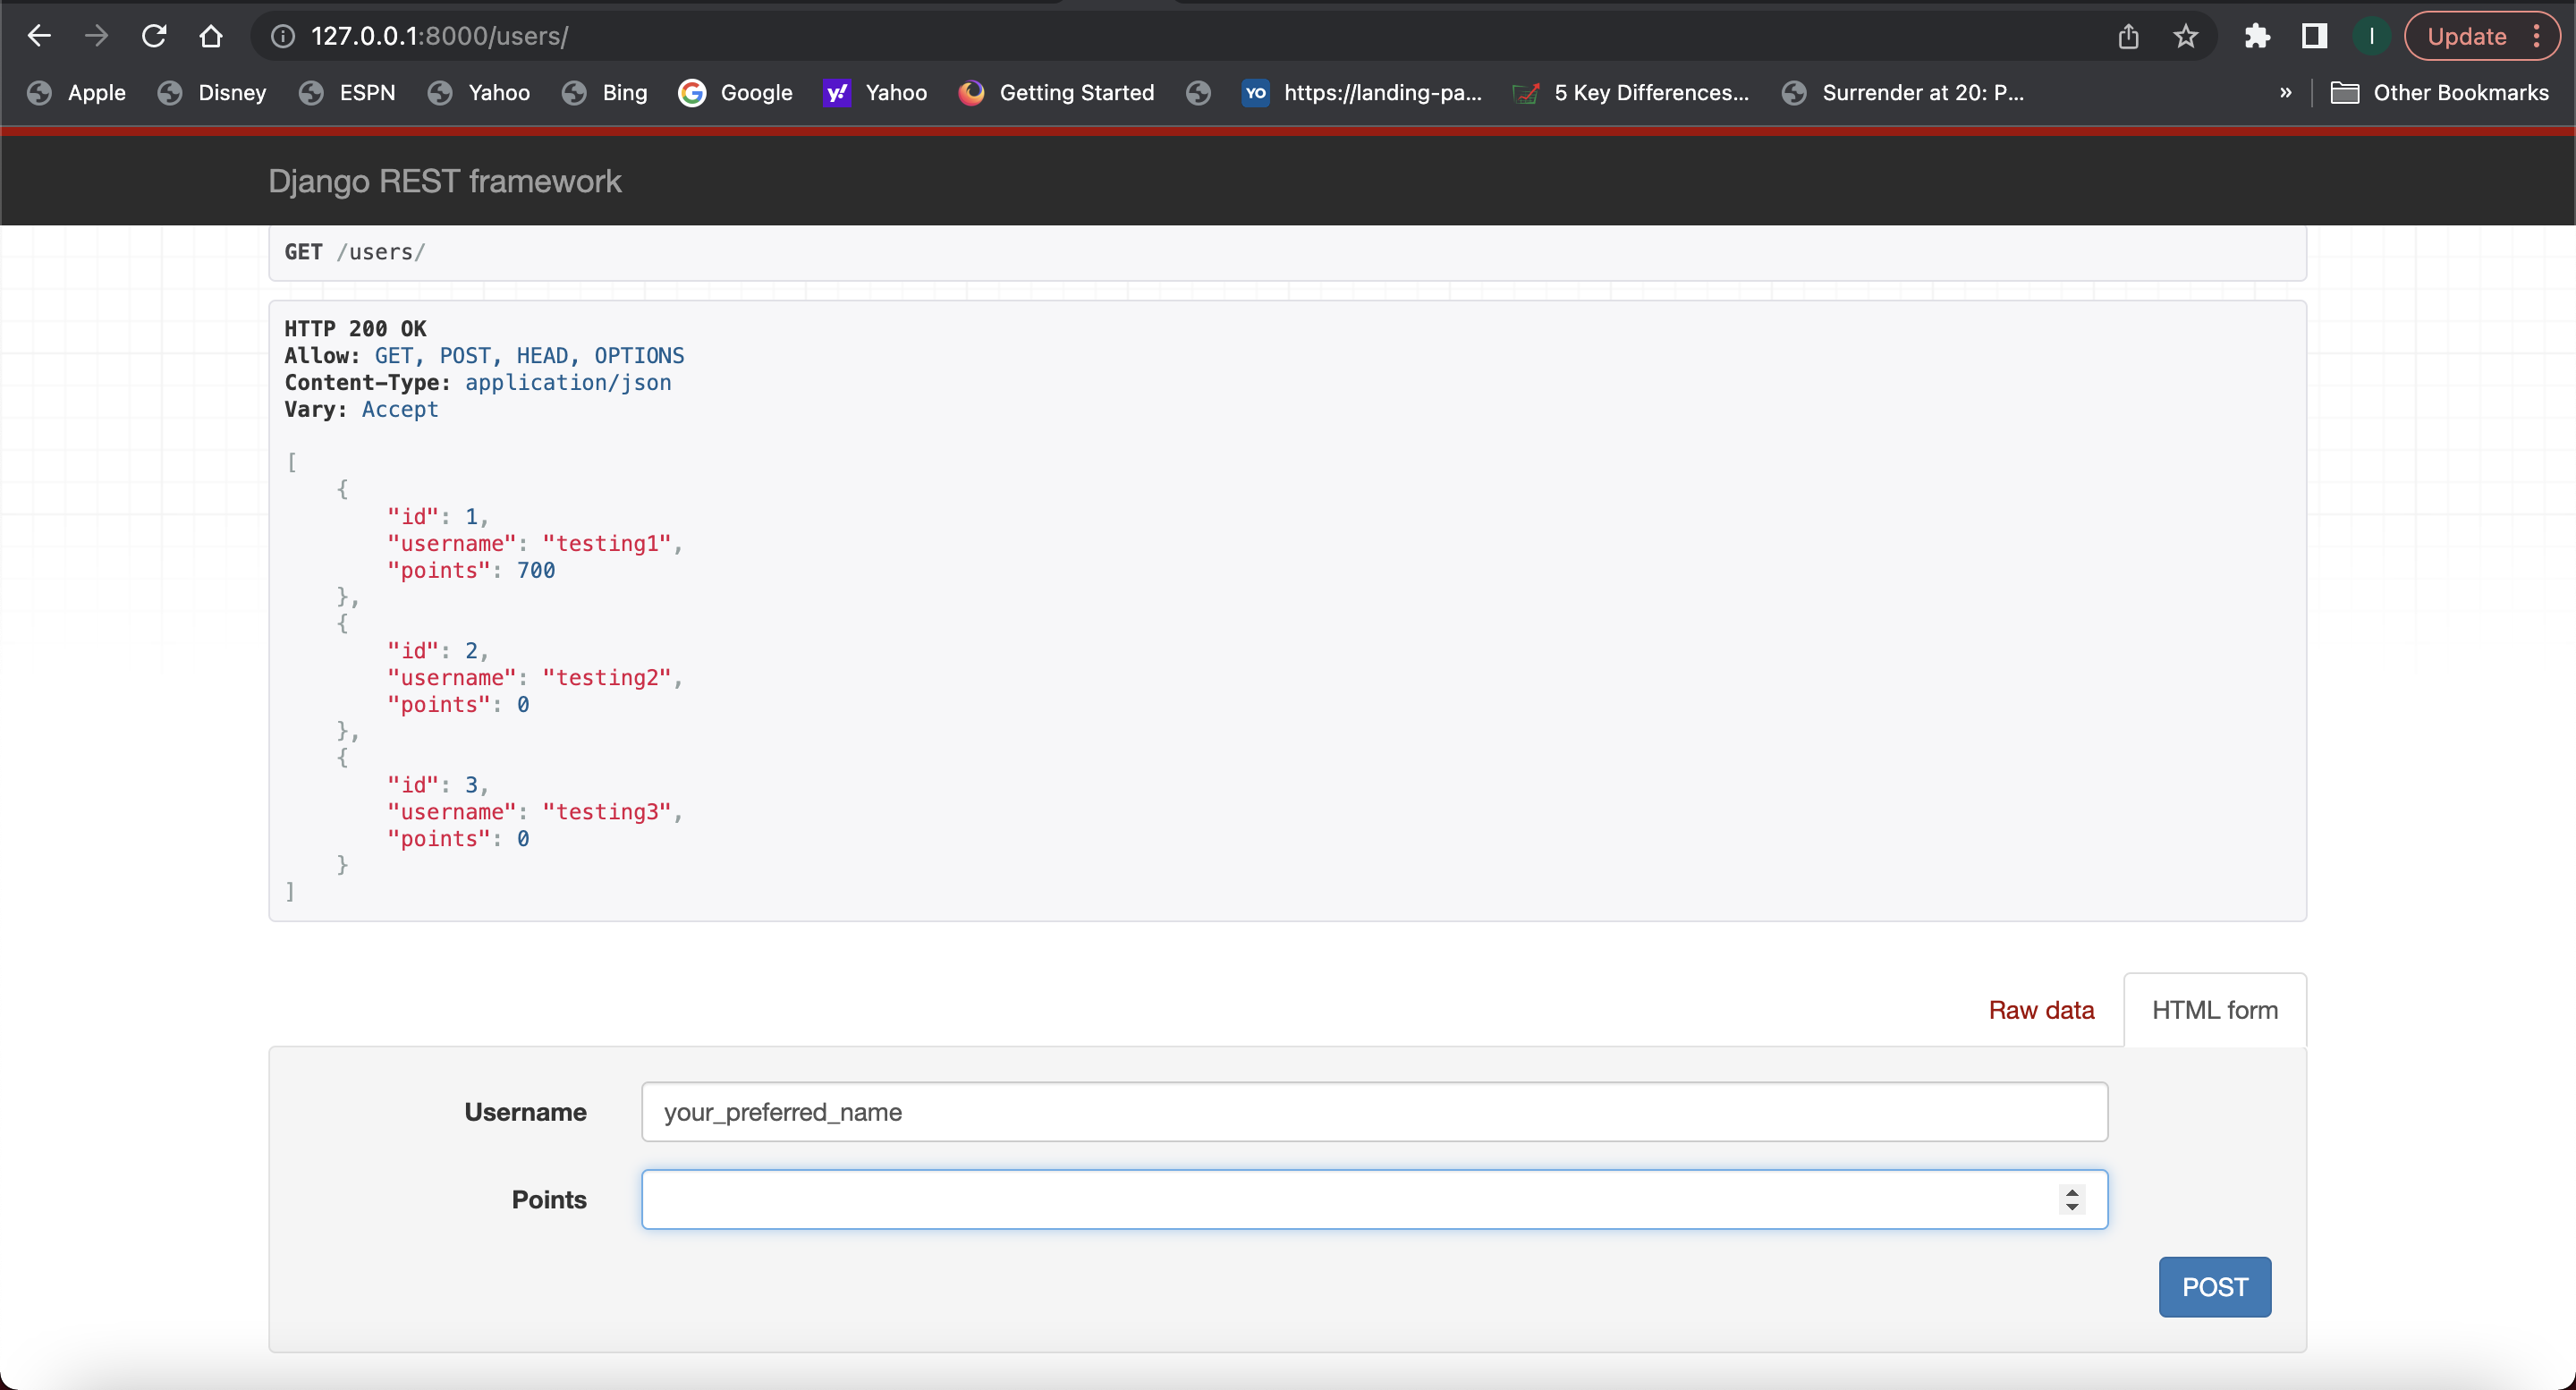 127.0.0.1:8000/users/
Update
Apple Disney ESPN Yahoo Bing Google Yahoo Getting Started https://landing-pa... 5 Key Differences... Surrender at 20: P... » Other Bookmarks
Django REST framework
GET /users/
HTTP 200 OK
Allow: GET, POST, HEAD, OPTIONS
Content-Type: application/json
Vary: Accept
[
{
"id": 1,
"username": "testing1",
"points": 700
},
{
"id": 2,
"username": "testing2",
"points": 0
},
{
"id": 3,
"username": "testing3",
"points": 0
}
]
Raw data HTML form
Username your_preferred_name
Points
POST